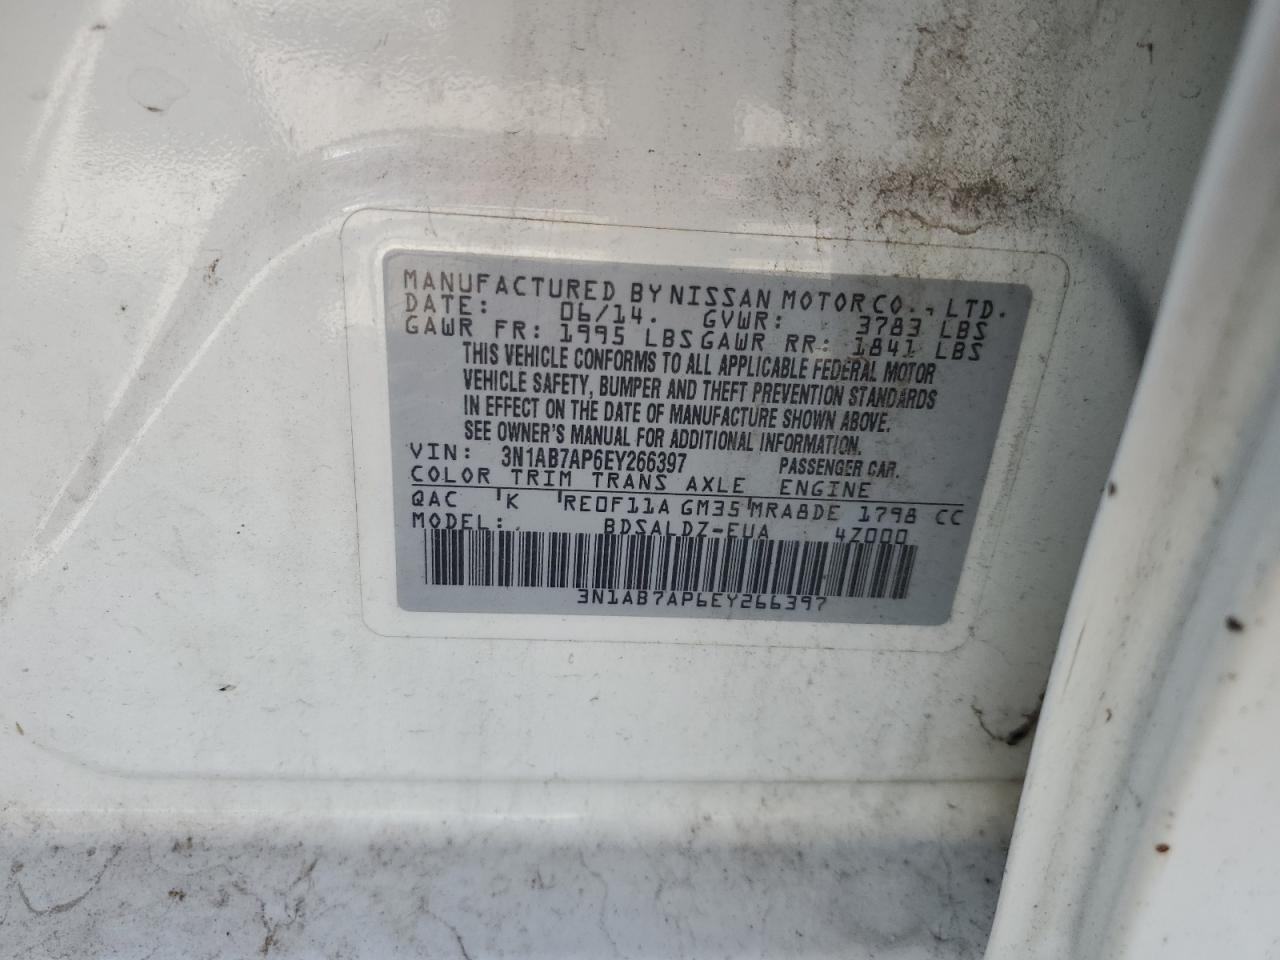 MANUFACTURED BY NISSAN MOTOR CO., LTD.
DATE: 06/14. GVWR: 3783 LBS
GAWR FR: 1995 LBS GAWR RR: 1841 LBS
THIS VEHICLE CONFORMS TO ALL APPLICABLE FEDERAL MOTOR
VEHICLE SAFETY, BUMPER AND THEFT PREVENTION STANDARDS
IN EFFECT ON THE DATE OF MANUFACTURE SHOWN ABOVE.
SEE OWNER'S MANUAL FOR ADDITIONAL INFORMATION.
VIN: 3N1AB7AP6EY266397 PASSENGER CAR.
COLOR TRIM TRANS AXLE ENGINE
QAC 'K 'RE0F11A GM35'MRA8DE 1798 CC
MODEL: BDSALDZ-EUA 4Z000
3N1AB7AP6EY266397